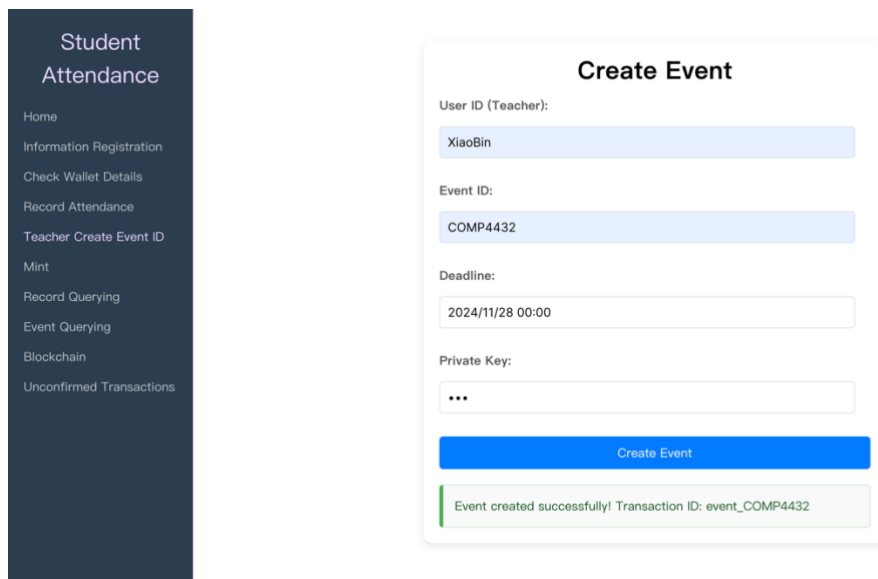 Student
Attendance
Home
Information Registration
Check Wallet Details
Record Attendance
Teacher Create Event ID
Mint
Record Querying
Event Querying
Blockchain
Unconfirmed Transactions
Create Event
User ID (Teacher):
XiaoBin
Event ID:
COMP4432
Deadline:
2024/11/28 00:00
Private Key:
•••
Create Event
Event created successfully! Transaction ID: event_COMP4432